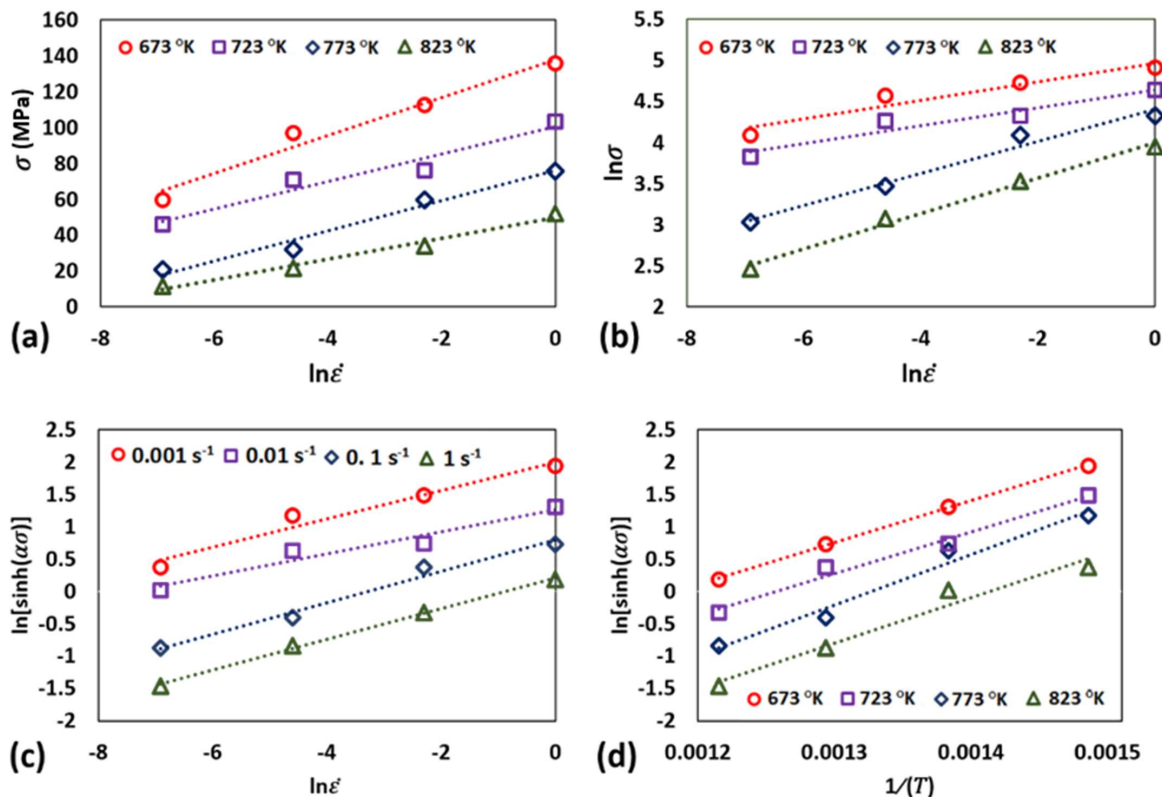 160
140
120
100
80
60
40
20
0
σ (MPa)
673 °K 723 °K 773 °K 823 °K
-8 -6 -4 -2 0
lnε̇
(a)
5.5
5
4.5
4
3.5
3
2.5
2
lnσ
673 °K 723 °K 773 °K 823 °K
-8 -6 -4 -2 0
lnε̇
(b)
2.5
2
1.5
1
0.5
0
-0.5
-1
-1.5
-2
ln[sinh(ασ)]
0.001 s⁻¹ 0.01 s⁻¹ 0. 1 s⁻¹ 1 s⁻¹
-8 -6 -4 -2 0
lnε̇
(c)
2.5
2
1.5
1
0.5
0
-0.5
-1
-1.5
-2
ln[sinh(ασ)]
673 °K 723 °K 773 °K 823 °K
0.0012 0.0013 0.0014 0.0015
1/(T)
(d)